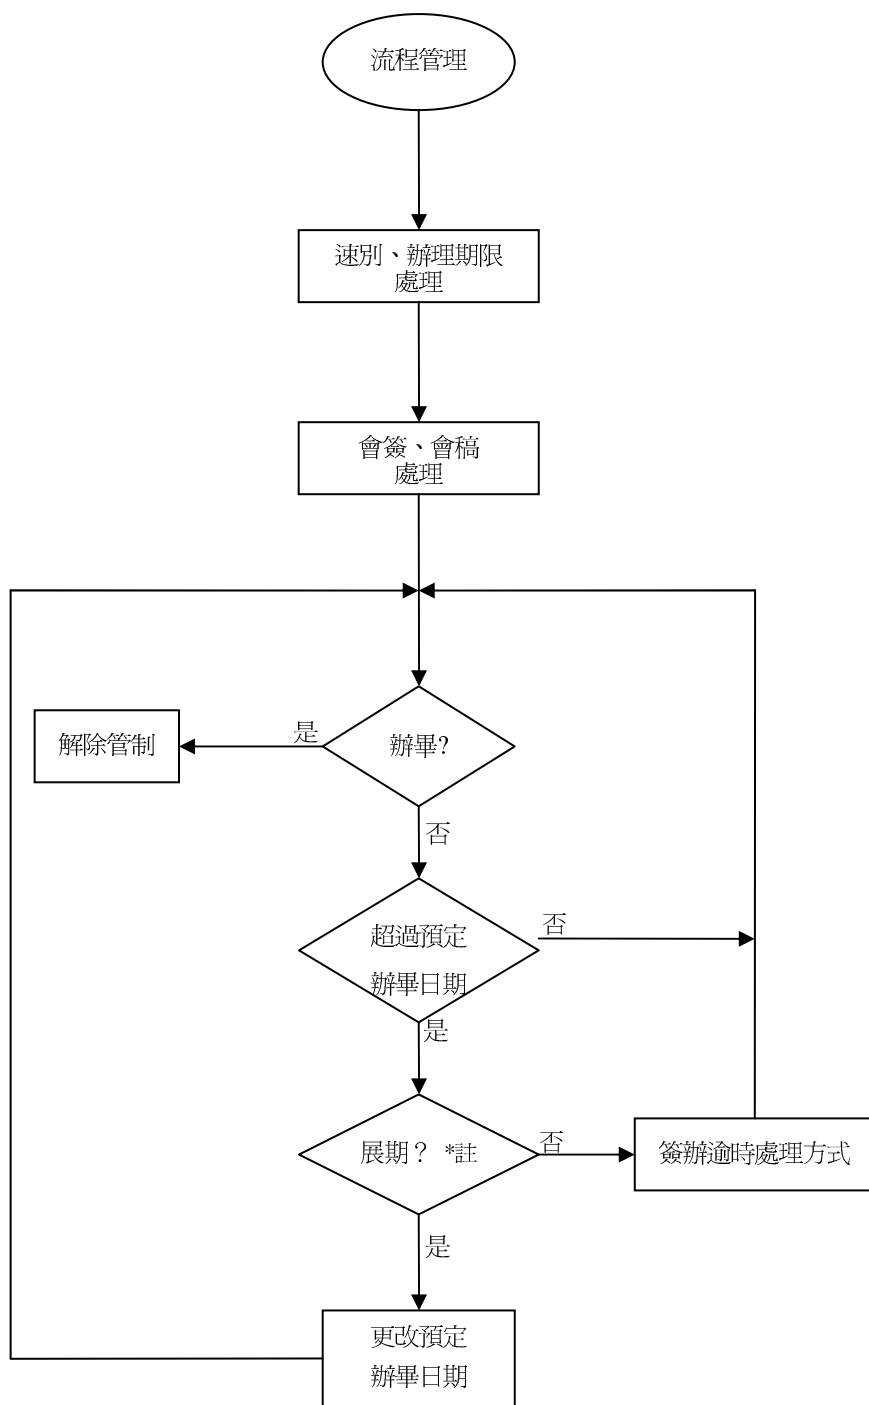 流程管理
速別、辦理期限
處理
會簽、會稿
處理
解除管制
是
辦畢?
否
超過預定
辦畢日期
否
是
展期？ *註
否
簽辦逾時處理方式
是
更改預定
辦畢日期